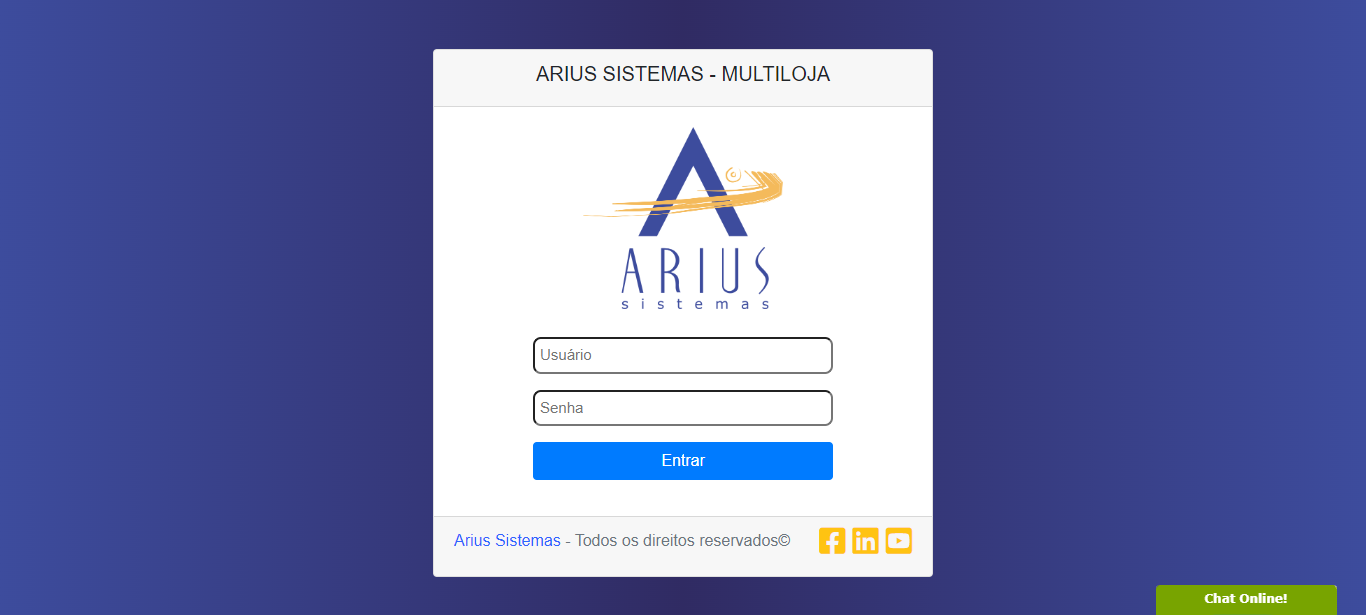 ARIUS SISTEMAS - MULTILOJA
ARIUS
sistemas
Usuário
Senha
Entrar
Arius Sistemas - Todos os direitos reservados©
Chat Online!